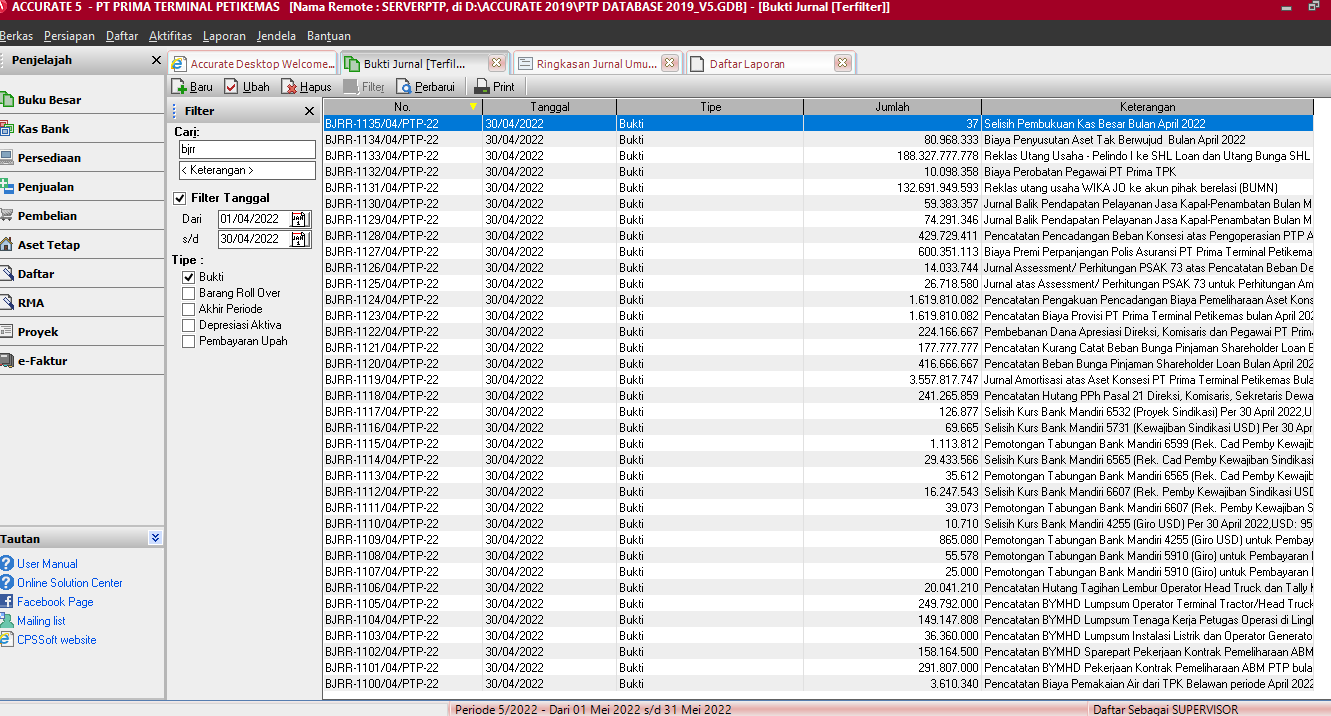 ACCURATE 5 - PT PRIMA TERMINAL PETIKEMAS [Nama Remote : SERVERPTP, di D:\ACCURATE 2019\PTP DATABASE 2019_V5.GDB] - [Bukti Jurnal [Terfilter]]
Berkas Persiapan Daftar Aktifitas Laporan Jendela Bantuan
Penjelajah
Accurate Desktop Welcome... Bukti Jurnal [Terfil... Ringkasan Jurnal Umu... Daftar Laporan
Baru Ubah Hapus Filter Perbarui Print
Buku Besar
Kas Bank
Persediaan
Penjualan
Pembelian
Aset Tetap
Daftar
RMA
Proyek
e-Faktur
Tautan
User Manual
Online Solution Center
Facebook Page
Mailing list
CPSSoft website
Filter
Cari:
bjrr
< Keterangan >
Filter Tanggal
Dari 01/04/2022
s/d 30/04/2022
Tipe :
Bukti
Barang Roll Over
Akhir Periode
Depresiasi Aktiva
Pembayaran Upah
No. Tanggal Tipe Jumlah Keterangan
BJRR-1135/04/PTP-22 30/04/2022 Bukti 37 Selisih Pembukuan Kas Besar Bulan April 2022
BJRR-1134/04/PTP-22 30/04/2022 Bukti 80.968.333 Biaya Penyusutan Aset Tak Berwujud Bulan April 2022
BJRR-1133/04/PTP-22 30/04/2022 Bukti 188.327.777.778 Reklas Utang Usaha - Pelindo I ke SHL Loan dan Utang Bunga SHL
BJRR-1132/04/PTP-22 30/04/2022 Bukti 10.098.358 Biaya Perobatan Pegawai PT Prima TPK
BJRR-1131/04/PTP-22 30/04/2022 Bukti 132.691.949.593 Reklas utang usaha WIKA JO ke akun pihak berelasi (BUMN)
BJRR-1130/04/PTP-22 30/04/2022 Bukti 59.383.357 Jurnal Balik Pendapatan Pelayanan Jasa Kapal-Penambatan Bulan M
BJRR-1129/04/PTP-22 30/04/2022 Bukti 74.291.346 Jurnal Balik Pendapatan Pelayanan Jasa Kapal-Penambatan Bulan M
BJRR-1128/04/PTP-22 30/04/2022 Bukti 429.729.411 Pencatatan Pencadangan Beban Konsesi atas Pengoperasian PTP A
BJRR-1127/04/PTP-22 30/04/2022 Bukti 600.351.113 Biaya Premi Perpanjangan Polis Asuransi PT Prima Terminal Petikema
BJRR-1126/04/PTP-22 30/04/2022 Bukti 14.033.744 Jurnal Assessment/ Perhitungan PSAK 73 atas Pencatatan Beban De
BJRR-1125/04/PTP-22 30/04/2022 Bukti 26.718.580 Jurnal atas Assessment/ Perhitungan PSAK 73 untuk Perhitungan Am
BJRR-1124/04/PTP-22 30/04/2022 Bukti 1.619.810.082 Pencatatan Pengakuan Pencadangan Biaya Pemeliharaan Aset Kons
BJRR-1123/04/PTP-22 30/04/2022 Bukti 1.619.810.082 Pencatatan Biaya Provisi PT Prima Terminal Petikemas bulan April 202
BJRR-1122/04/PTP-22 30/04/2022 Bukti 224.166.667 Pembebanan Dana Apresiasi Direksi, Komisaris dan Pegawai PT Prim
BJRR-1121/04/PTP-22 30/04/2022 Bukti 177.777.777 Pencatatan Kurang Catat Beban Bunga Pinjaman Shareholder Loan B
BJRR-1120/04/PTP-22 30/04/2022 Bukti 416.666.667 Pencatatan Beban Bunga Pinjaman Shareholder Loan Bulan April 202
BJRR-1119/04/PTP-22 30/04/2022 Bukti 3.557.817.747 Jurnal Amortisasi atas Aset Konsesi PT Prima Terminal Petikemas Bula
BJRR-1118/04/PTP-22 30/04/2022 Bukti 241.265.859 Pencatatan Hutang PPh Pasal 21 Direksi, Komisaris, Sekretaris Dewa
BJRR-1117/04/PTP-22 30/04/2022 Bukti 126.877 Selisih Kurs Bank Mandiri 6532 (Proyek Sindikasi) Per 30 April 2022,U
BJRR-1116/04/PTP-22 30/04/2022 Bukti 69.665 Selisih Kurs Bank Mandiri 5731 (Kewajiban Sindikasi USD) Per 30 Apr
BJRR-1115/04/PTP-22 30/04/2022 Bukti 1.113.812 Pemotongan Tabungan Bank Mandiri 6599 (Rek. Cad Pemby Kewajib
BJRR-1114/04/PTP-22 30/04/2022 Bukti 29.433.566 Selisih Kurs Bank Mandiri 6565 (Rek. Cad Pemby Kewajiban Sindikasi
BJRR-1113/04/PTP-22 30/04/2022 Bukti 35.612 Pemotongan Tabungan Bank Mandiri 6565 (Rek. Cad Pemby Kewajib
BJRR-1112/04/PTP-22 30/04/2022 Bukti 16.247.543 Selisih Kurs Bank Mandiri 6607 (Rek. Pemby Kewajiban Sindikasi USD
BJRR-1111/04/PTP-22 30/04/2022 Bukti 39.073 Pemotongan Tabungan Bank Mandiri 6607 (Rek. Pemby Kewajiban S
BJRR-1110/04/PTP-22 30/04/2022 Bukti 10.710 Selisih Kurs Bank Mandiri 4255 (Giro USD) Per 30 April 2022,USD: 95
BJRR-1109/04/PTP-22 30/04/2022 Bukti 865.080 Pemotongan Tabungan Bank Mandiri 4255 (Giro USD) untuk Pembay
BJRR-1108/04/PTP-22 30/04/2022 Bukti 55.578 Pemotongan Tabungan Bank Mandiri 5910 (Giro) untuk Pembayaran
BJRR-1107/04/PTP-22 30/04/2022 Bukti 25.000 Pemotongan Tabungan Bank Mandiri 5910 (Giro) untuk Pembayaran
BJRR-1106/04/PTP-22 30/04/2022 Bukti 20.041.210 Pencatatan Hutang Tagihan Lembur Operator Head Truck dan Tally
BJRR-1105/04/PTP-22 30/04/2022 Bukti 249.792.000 Pencatatan BYMHD Lumpsum Operator Terminal Tractor/Head Truck
BJRR-1104/04/PTP-22 30/04/2022 Bukti 149.147.808 Pencatatan BYMHD Lumpsum Tenaga Kerja Petugas Operasi di Lingl
BJRR-1103/04/PTP-22 30/04/2022 Bukti 36.360.000 Pencatatan BYMHD Lumpsum Instalasi Listrik dan Operator Generato
BJRR-1102/04/PTP-22 30/04/2022 Bukti 158.164.500 Pencatatan BYMHD Sparepart Pekerjaan Kontrak Pemeliharaan ABM
BJRR-1101/04/PTP-22 30/04/2022 Bukti 291.807.000 Pencatatan BYMHD Pekerjaan Kontrak Pemeliharaan ABM PTP bula
BJRR-1100/04/PTP-22 30/04/2022 Bukti 3.610.340 Pencatatan Biaya Pemakaian Air dari TPK Belawan periode April 2022
Periode 5/2022 - Dari 01 Mei 2022 s/d 31 Mei 2022 Daftar Sebagai SUPERVISOR